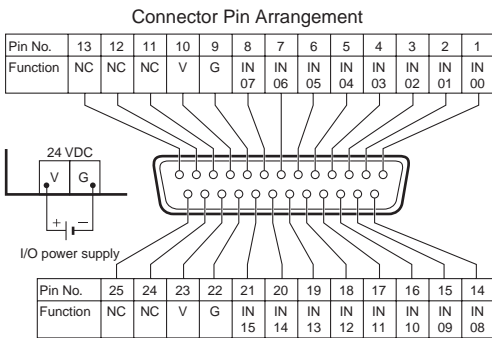 Connector Pin Arrangement
Pin No. 13 12 11 10 9 8 7 6 5 4 3 2 1
Function NC NC NC V G IN 07 IN 06 IN 05 IN 04 IN 03 IN 02 IN 01 IN 00
24 VDC
V G
+ −
I/O power supply
Pin No. 25 24 23 22 21 20 19 18 17 16 15 14
Function NC NC V G IN 15 IN 14 IN 13 IN 12 IN 11 IN 10 IN 09 IN 08